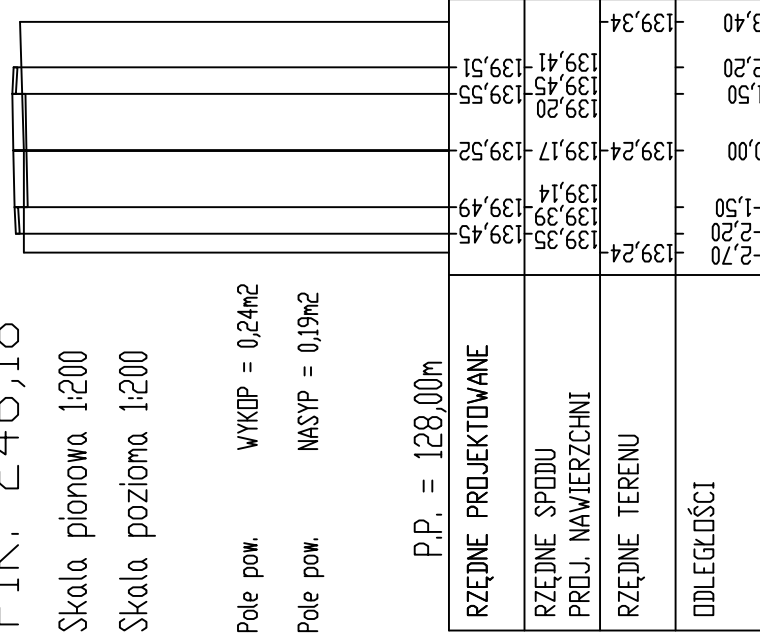 Skala pionowa 1:200
Skala pozioma 1:200
Pole pow. WYKOP = 0,24m2
Pole pow. NASYP = 0,19m2
P.P. = 128,00m
RZĘDNE PROJEKTOWANE 139,45 139,49 139,52 139,55 139,51
RZĘDNE SPODU
PROJ. NAWIERZCHNI
139,35 139,39 139,14 139,17 139,20 139,45 139,41
RZĘDNE TERENU 139,24 139,24 139,34
ODLEGŁOŚCI -2,70 -2,20 -1,50 0,00 1,50 2,20 3,40